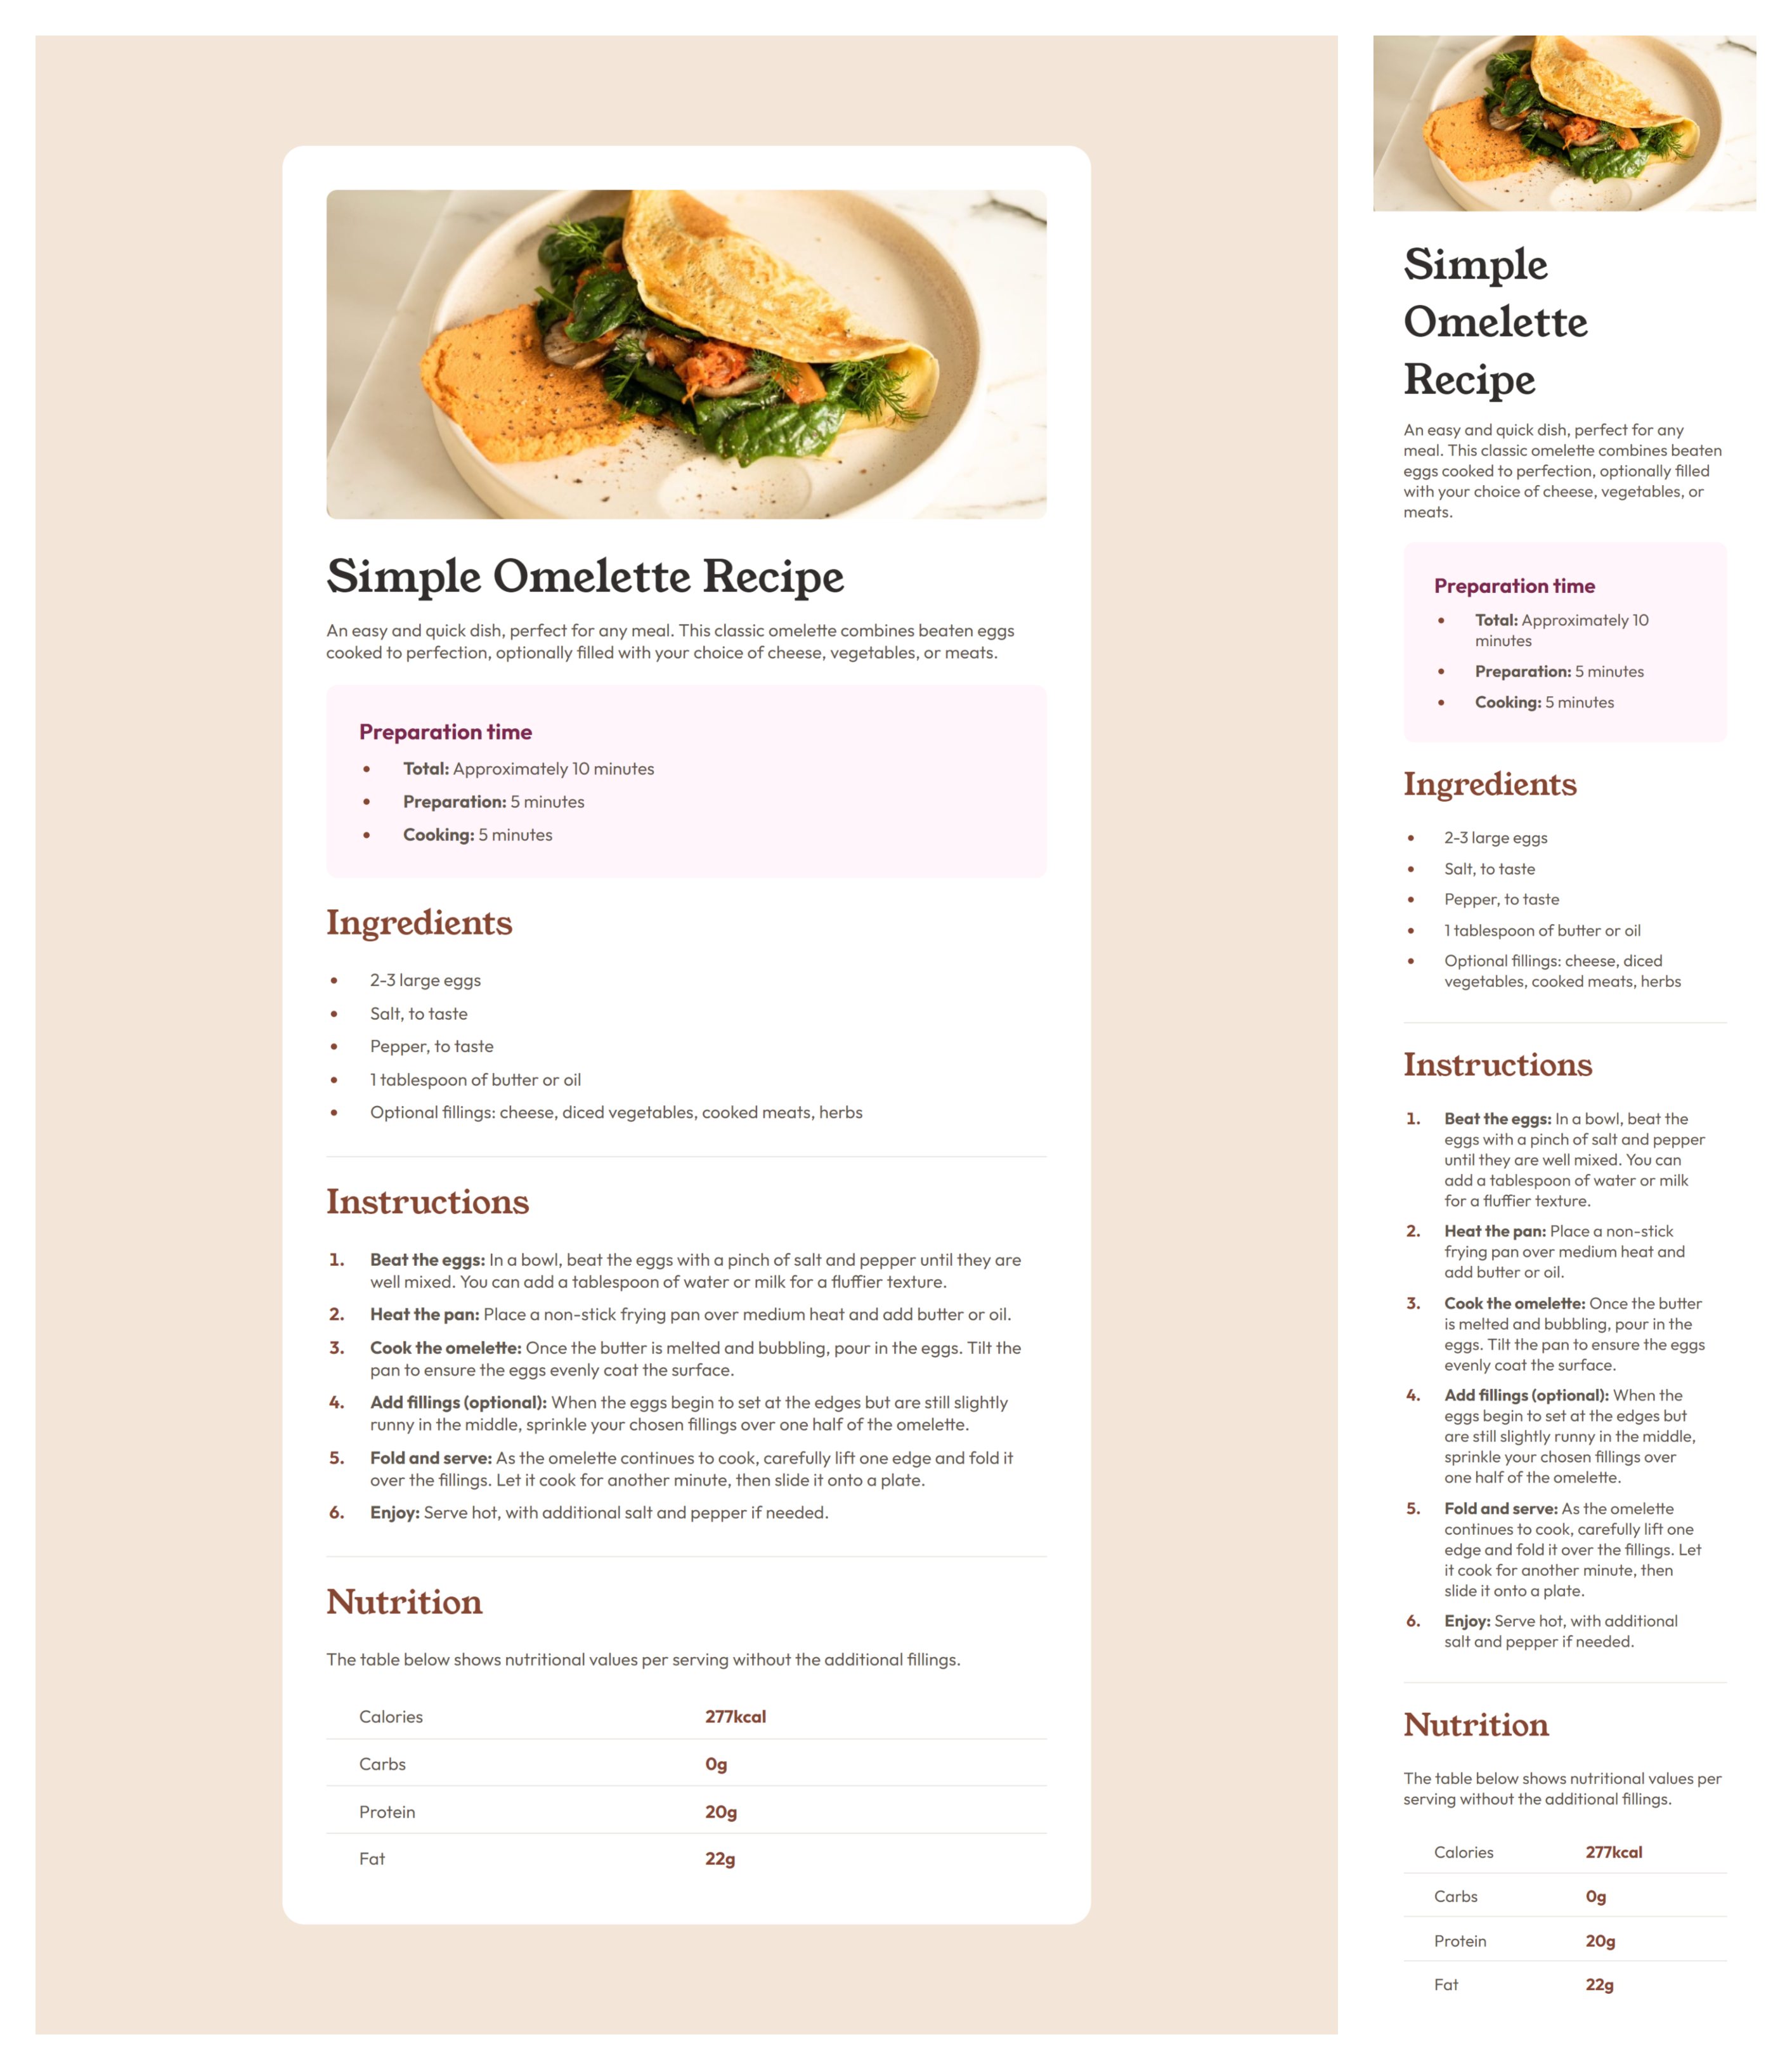 Simple Omelette Recipe
An easy and quick dish, perfect for any meal. This classic omelette combines beaten eggs
cooked to perfection, optionally filled with your choice of cheese, vegetables, or meats.
Preparation time
• Total: Approximately 10 minutes
• Preparation: 5 minutes
• Cooking: 5 minutes
Ingredients
• 2-3 large eggs
• Salt, to taste
• Pepper, to taste
• 1 tablespoon of butter or oil
• Optional fillings: cheese, diced vegetables, cooked meats, herbs
Instructions
1. Beat the eggs: In a bowl, beat the eggs with a pinch of salt and pepper until they are
well mixed. You can add a tablespoon of water or milk for a fluffier texture.
2. Heat the pan: Place a non-stick frying pan over medium heat and add butter or oil.
3. Cook the omelette: Once the butter is melted and bubbling, pour in the eggs. Tilt the
pan to ensure the eggs evenly coat the surface.
4. Add fillings (optional): When the eggs begin to set at the edges but are still slightly
runny in the middle, sprinkle your chosen fillings over one half of the omelette.
5. Fold and serve: As the omelette continues to cook, carefully lift one edge and fold it
over the fillings. Let it cook for another minute, then slide it onto a plate.
6. Enjoy: Serve hot, with additional salt and pepper if needed.
Nutrition
The table below shows nutritional values per serving without the additional fillings.
Calories 277kcal
Carbs 0g
Protein 20g
Fat 22g
Simple
Omelette
Recipe
An easy and quick dish, perfect for any
meal. This classic omelette combines beaten
eggs cooked to perfection, optionally filled
with your choice of cheese, vegetables, or
meats.
Preparation time
• Total: Approximately 10
minutes
• Preparation: 5 minutes
• Cooking: 5 minutes
Ingredients
• 2-3 large eggs
• Salt, to taste
• Pepper, to taste
• 1 tablespoon of butter or oil
• Optional fillings: cheese, diced
vegetables, cooked meats, herbs
Instructions
1. Beat the eggs: In a bowl, beat the
eggs with a pinch of salt and pepper
until they are well mixed. You can
add a tablespoon of water or milk
for a fluffier texture.
2. Heat the pan: Place a non-stick
frying pan over medium heat and
add butter or oil.
3. Cook the omelette: Once the butter
is melted and bubbling, pour in the
eggs. Tilt the pan to ensure the eggs
evenly coat the surface.
4. Add fillings (optional): When the
eggs begin to set at the edges but
are still slightly runny in the middle,
sprinkle your chosen fillings over
one half of the omelette.
5. Fold and serve: As the omelette
continues to cook, carefully lift one
edge and fold it over the fillings. Let
it cook for another minute, then
slide it onto a plate.
6. Enjoy: Serve hot, with additional
salt and pepper if needed.
Nutrition
The table below shows nutritional values per
serving without the additional fillings.
Calories 277kcal
Carbs 0g
Protein 20g
Fat 22g